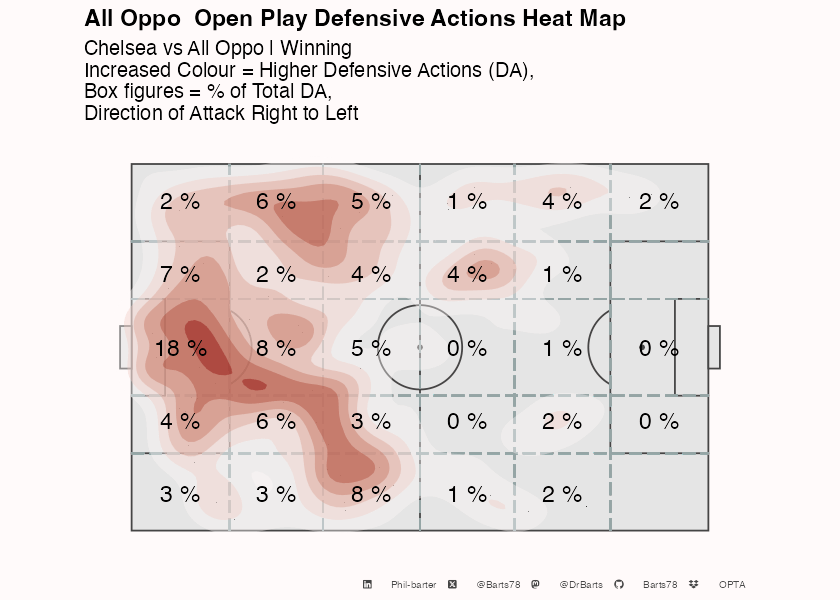 All Oppo  Open Play Defensive Actions Heat Map
Chelsea vs All Oppo | Winning
Increased Colour = Higher Defensive Actions (DA),
Box figures = % of Total DA,
Direction of Attack Right to Left
2 % 6 % 5 % 1 % 4 % 2 %
7 % 2 % 4 % 4 % 1 %
18 % 8 % 5 % 0 % 1 % 0 %
4 % 6 % 3 % 0 % 2 % 0 %
3 % 3 % 8 % 1 % 2 %
Phil-barter @Barts78 @DrBarts Barts78 OPTA